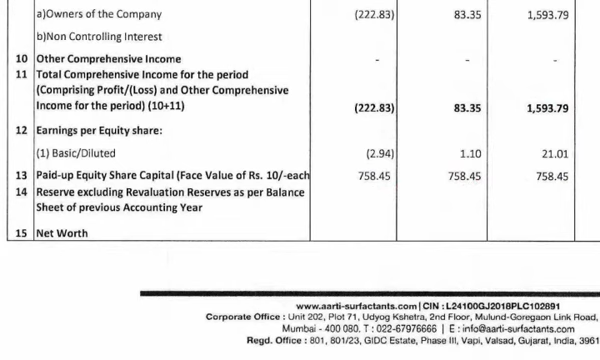 a)Owners of the Company (222.83) 83.35 1,593.79
b)Non Controlling Interest
10 Other Comprehensive Income - - -
11 Total Comprehensive Income for the period
(Comprising Profit/(Loss) and Other Comprehensive
Income for the period) (10+11) (222.83) 83.35 1,593.79
12 Earnings per Equity share:
(1) Basic/Diluted (2.94) 1.10 21.01
13 Paid-up Equity Share Capital (Face Value of Rs. 10/-each 758.45 758.45 758.45
14 Reserve excluding Revaluation Reserves as per Balance
Sheet of previous Accounting Year
15 Net Worth
www.aarti-surfactants.com | CIN : L24100GJ2018PLC102891
Corporate Office : Unit 202, Plot 71, Udyog Kshetra, 2nd Floor, Mulund-Goregaon Link Road,
Mumbai - 400 080. T : 022-67976666 | E : info@aarti-surfactants.com
Regd. Office : 801, 801/23, GIDC Estate, Phase III, Vapi, Valsad, Gujarat, India, 3961